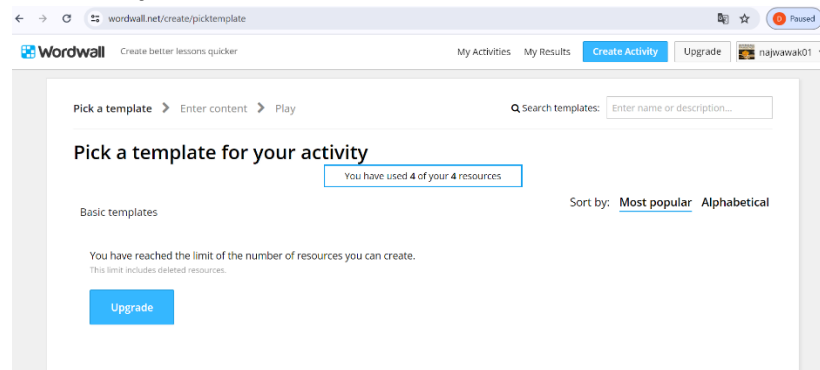 wordwall.net/create/picktemplate
D Paused
Wordwall Create better lessons quicker My Activities My Results Create Activity Upgrade najwawak01
Pick a template Enter content Play Search templates: Enter name or description...
Pick a template for your activity
You have used 4 of your 4 resources
Sort by: Most popular Alphabetical
Basic templates
You have reached the limit of the number of resources you can create.
This limit includes deleted resources.
Upgrade